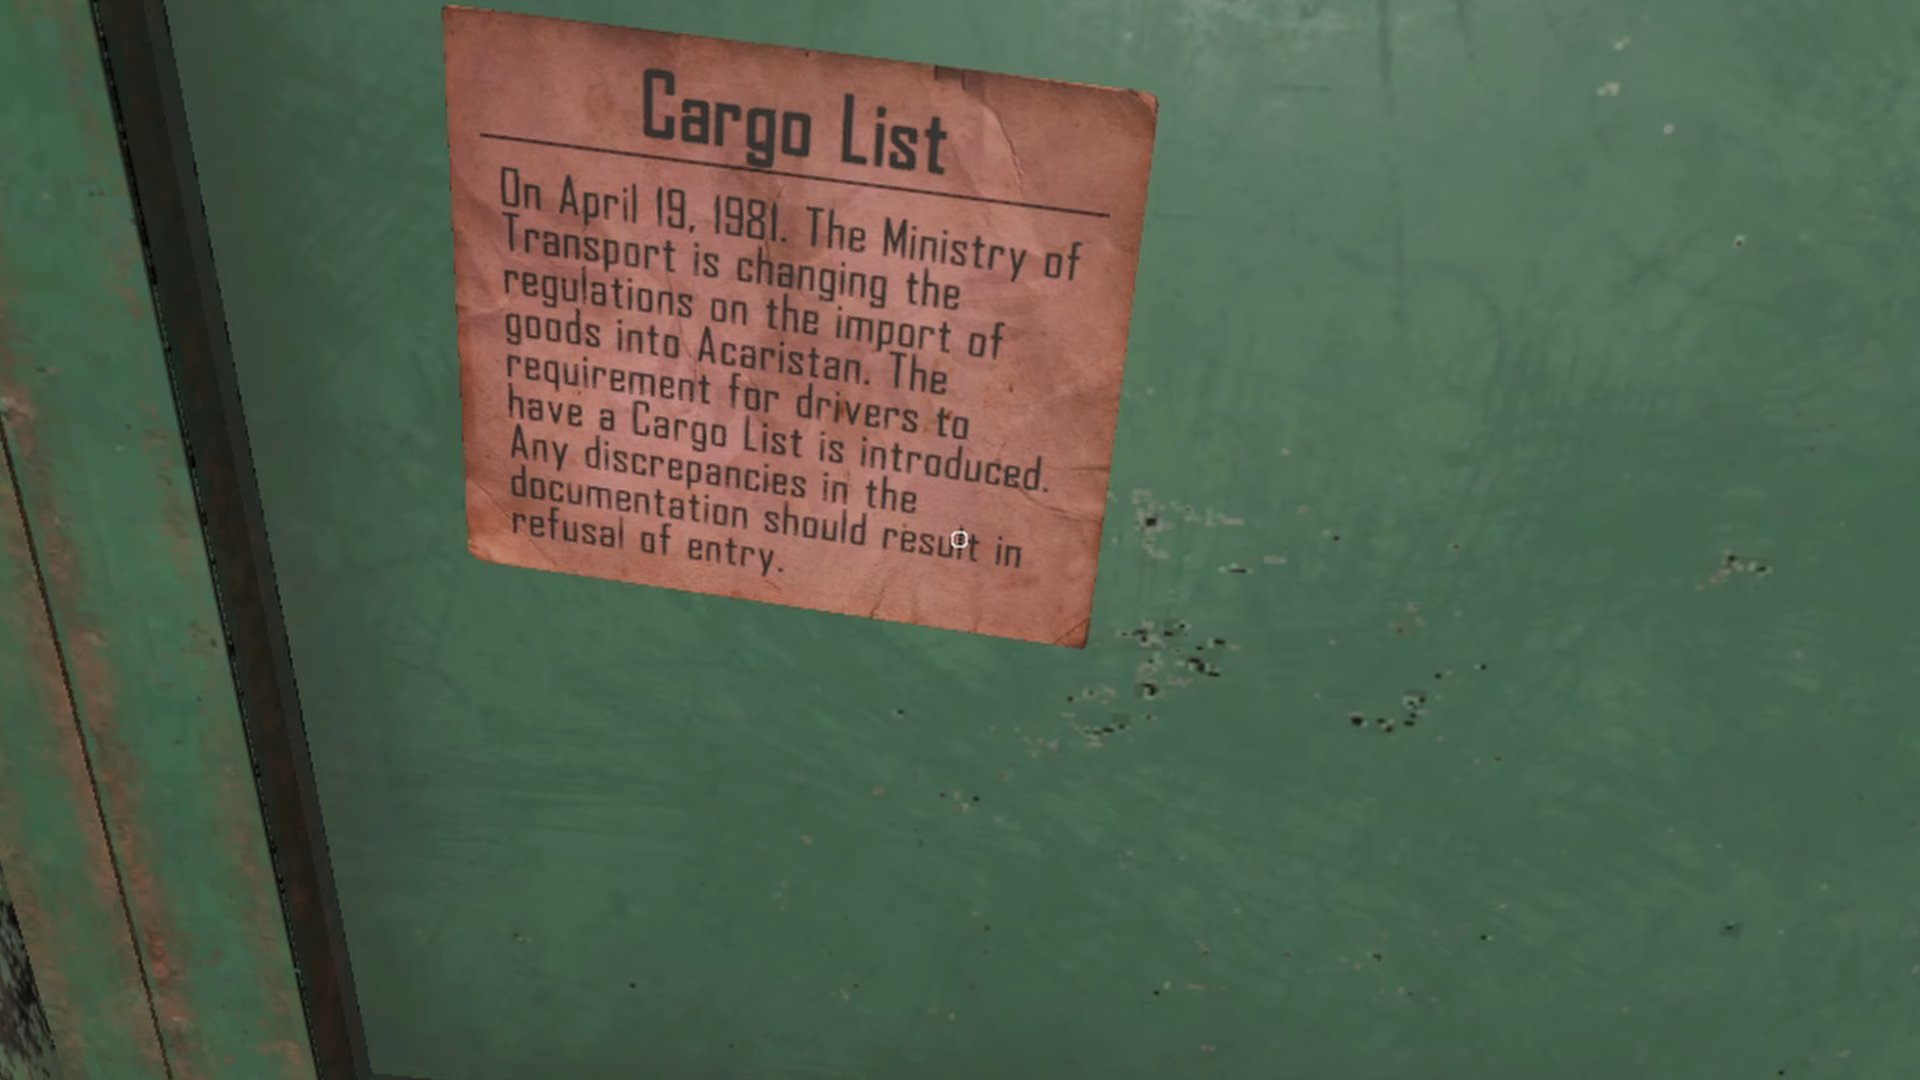 Cargo List
On April 19, 1981. The Ministry of
Transport is changing the
regulations on the import of
goods into Acaristan. The
requirement for drivers to
have a Cargo List is introduced.
Any discrepancies in the
documentation should result in
refusal of entry.